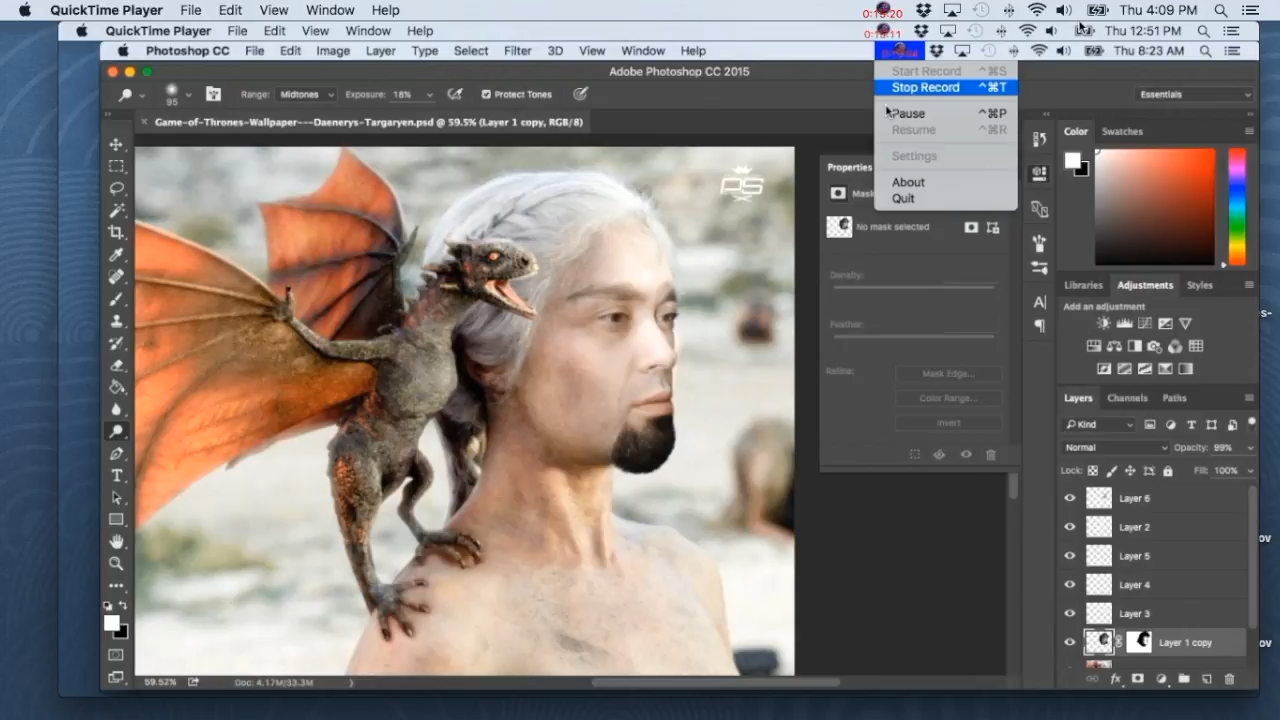 QuickTime Player File Edit View Window Help Thu 4:09 PM
QuickTime Player File Edit View Window Help Thu 12:51 PM
Photoshop CC File Edit Image Layer Type Select Filter 3D View Window Help Thu 8:23 AM
Adobe Photoshop CC 2015
Start Record ^⌘S
Stop Record ^⌘T
Pause ^⌘P
Resume ^⌘R
Settings
About
Quit
95 Range: Midtones Exposure: 18% Protect Tones Essentials
Game-of-Thrones-Wallpaper---Daenerys-Targaryen.psd @ 59.5% (Layer 1 copy, RGB/8)
PS
Properties
Mask
No mask selected
Density:
Feather:
Refine: Mask Edge...
Color Range...
Invert
Color Swatches
Libraries Adjustments Styles
Add an adjustment
Layers Channels Paths
Kind
Normal Opacity: 99%
Lock: Fill: 100%
Layer 6
Layer 2
Layer 5
Layer 4
Layer 3
Layer 1 copy
59.52% Doc: 4.17M/33.3M